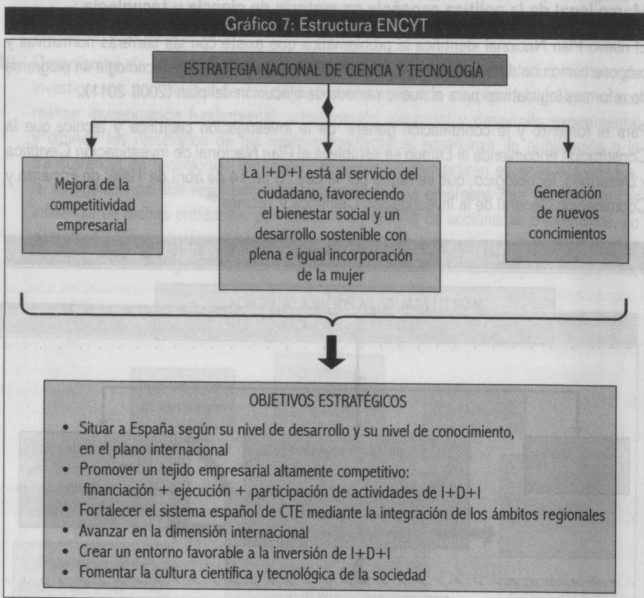 Gráfico 7: Estructura ENCYT
ESTRATEGIA NACIONAL DE CIENCIA Y TECNOLOGÍA
Mejora de la
competitividad
empresarial
La I+D+I está al servicio del
ciudadano, favoreciendo
el bienestar social y un
desarrollo sostenible con
plena e igual incorporación
de la mujer
Generación
de nuevos
concimientos
OBJETIVOS ESTRATÉGICOS
• Situar a España según su nivel de desarrollo y su nivel de conocimiento,
en el plano internacional
• Promover un tejido empresarial altamente competitivo:
financiación + ejecución + participación de actividades de I+D+I
• Fortalecer el sistema español de CTE mediante la integración de los ámbitos regionales
• Avanzar en la dimensión internacional
• Crear un entorno favorable a la inversión de I+D+I
• Fomentar la cultura científica y tecnológica de la sociedad